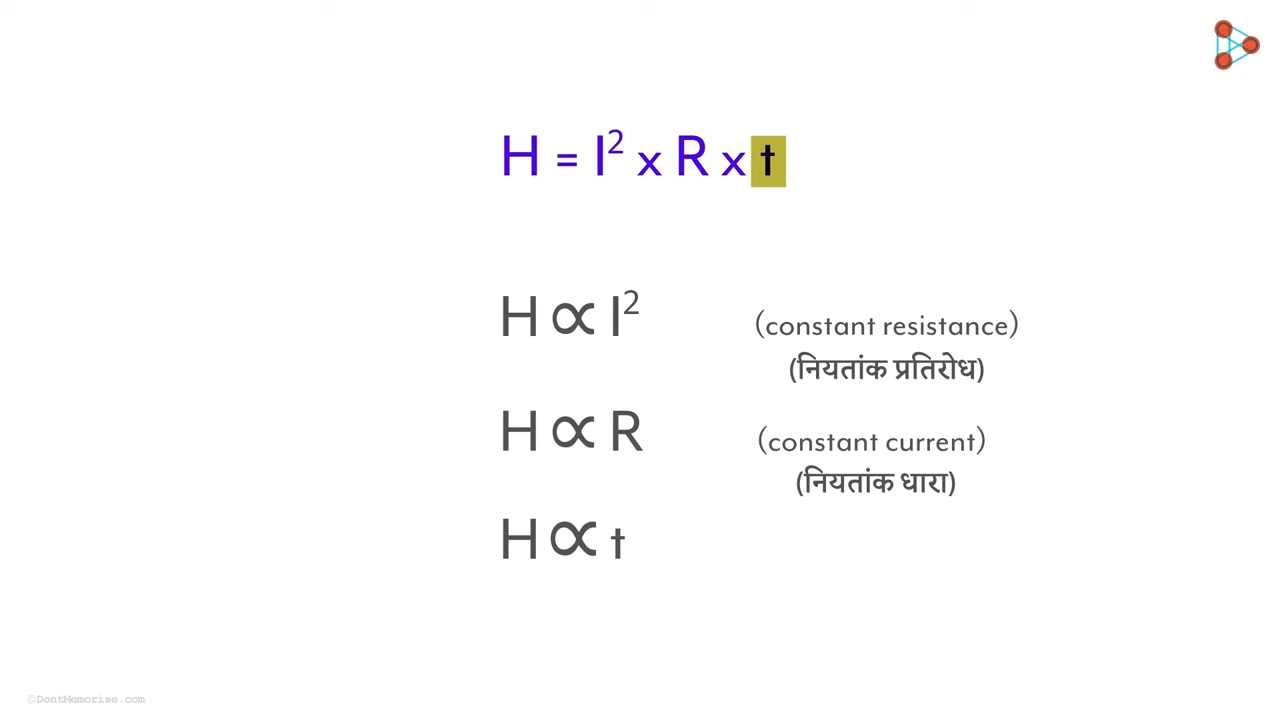 H = I² x R x t
H ∝ I²
(constant resistance)
(नियतांक प्रतिरोध)
H ∝ R
(constant current)
(नियतांक धारा)
H ∝ t
©DontMemorise.com